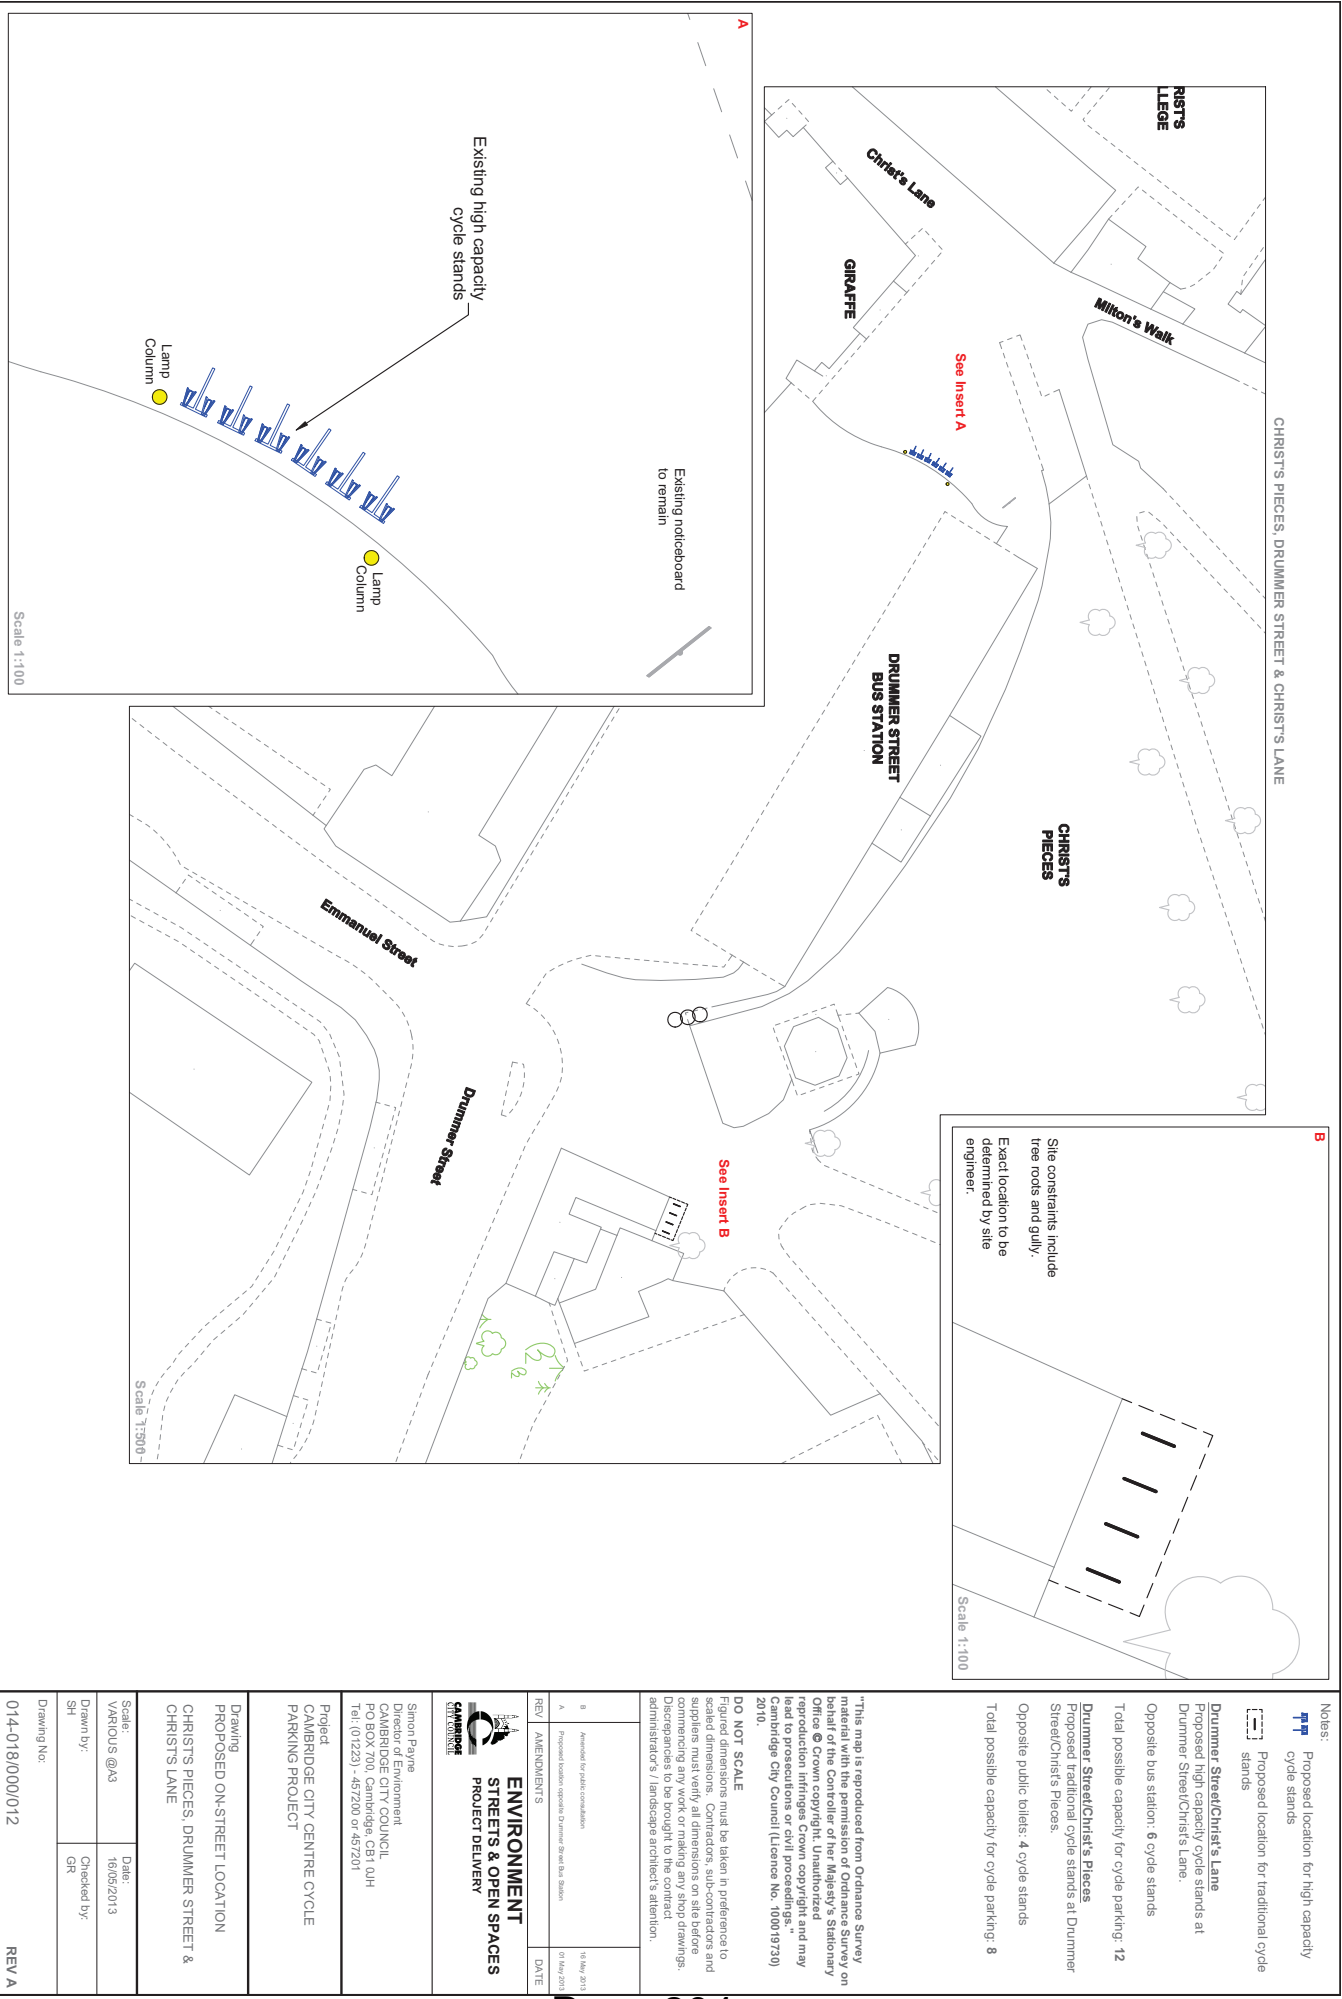 CHRIST'S PIECES, DRUMMER STREET & CHRIST'S LANE
A
Existing high capacity
cycle stands
Lamp
Column
Lamp
Column
Existing noticeboard
to remain
Scale 1:100
RIST'S
LLEGE
Christ's Lane
Milton's Walk
GIRAFFE
See Insert A
DRUMMER STREET
BUS STATION
CHRIST'S
PIECES
Emmanuel Street
Drummer Street
See Insert B
Scale 1:500
B
Site constraints include
tree roots and gully.
Exact location to be
determined by site
engineer.
Scale 1:100
Notes:
Proposed location for high capacity
cycle stands
Proposed location for traditional cycle
stands
Drummer Street/Christ's Lane
Proposed high capacity cycle stands at
Drummer Street/Christ's Lane.
Opposite bus station: 6 cycle stands
Total possible capacity for cycle parking: 12
Drummer Street/Christ's Pieces
Proposed traditional cycle stands at Drummer
Street/Christ's Pieces.
Opposite public toilets: 4 cycle stands
Total possible capacity for cycle parking: 8
"This map is reproduced from Ordnance Survey
material with the permission of Ordnance Survey on
behalf of the Controller of her Majesty's Stationary
Office © Crown copyright. Unauthorized
reproduction infringes Crown copyright and may
lead to prosecutions or civil proceedings."
Cambridge City Council (Licence No. 100019730)
2010.
DO NOT SCALE
Figured dimensions must be taken in preference to
scaled dimensions. Contractors, sub-contractors and
suppliers must verify all dimensions on site before
commencing any work or making any shop drawings.
Discrepancies to be brought to the contract
administrator's / landscape architect's attention.
B Amended for public consultation 16 May 2013
A Proposed location opposite Drummer Street Bus Station 01 May 2013
REV AMENDMENTS DATE
CAMBRIDGE
CITY COUNCIL
ENVIRONMENT
STREETS & OPEN SPACES
PROJECT DELIVERY
Simon Payne
Director of Environment
CAMBRIDGE CITY COUNCIL
PO BOX 700, Cambridge, CB1 0JH
Tel: (01223) - 457200 or 457201
Project
CAMBRIDGE CITY CENTRE CYCLE
PARKING PROJECT
Drawing
PROPOSED ON-STREET LOCATION
CHRIST'S PIECES, DRUMMER STREET &
CHRIST'S LANE
Scale: Date:
VARIOUS @A3 16/05/2013
Drawn by: Checked by:
SH GR
Drawing No:
014-018/000/012 REV A